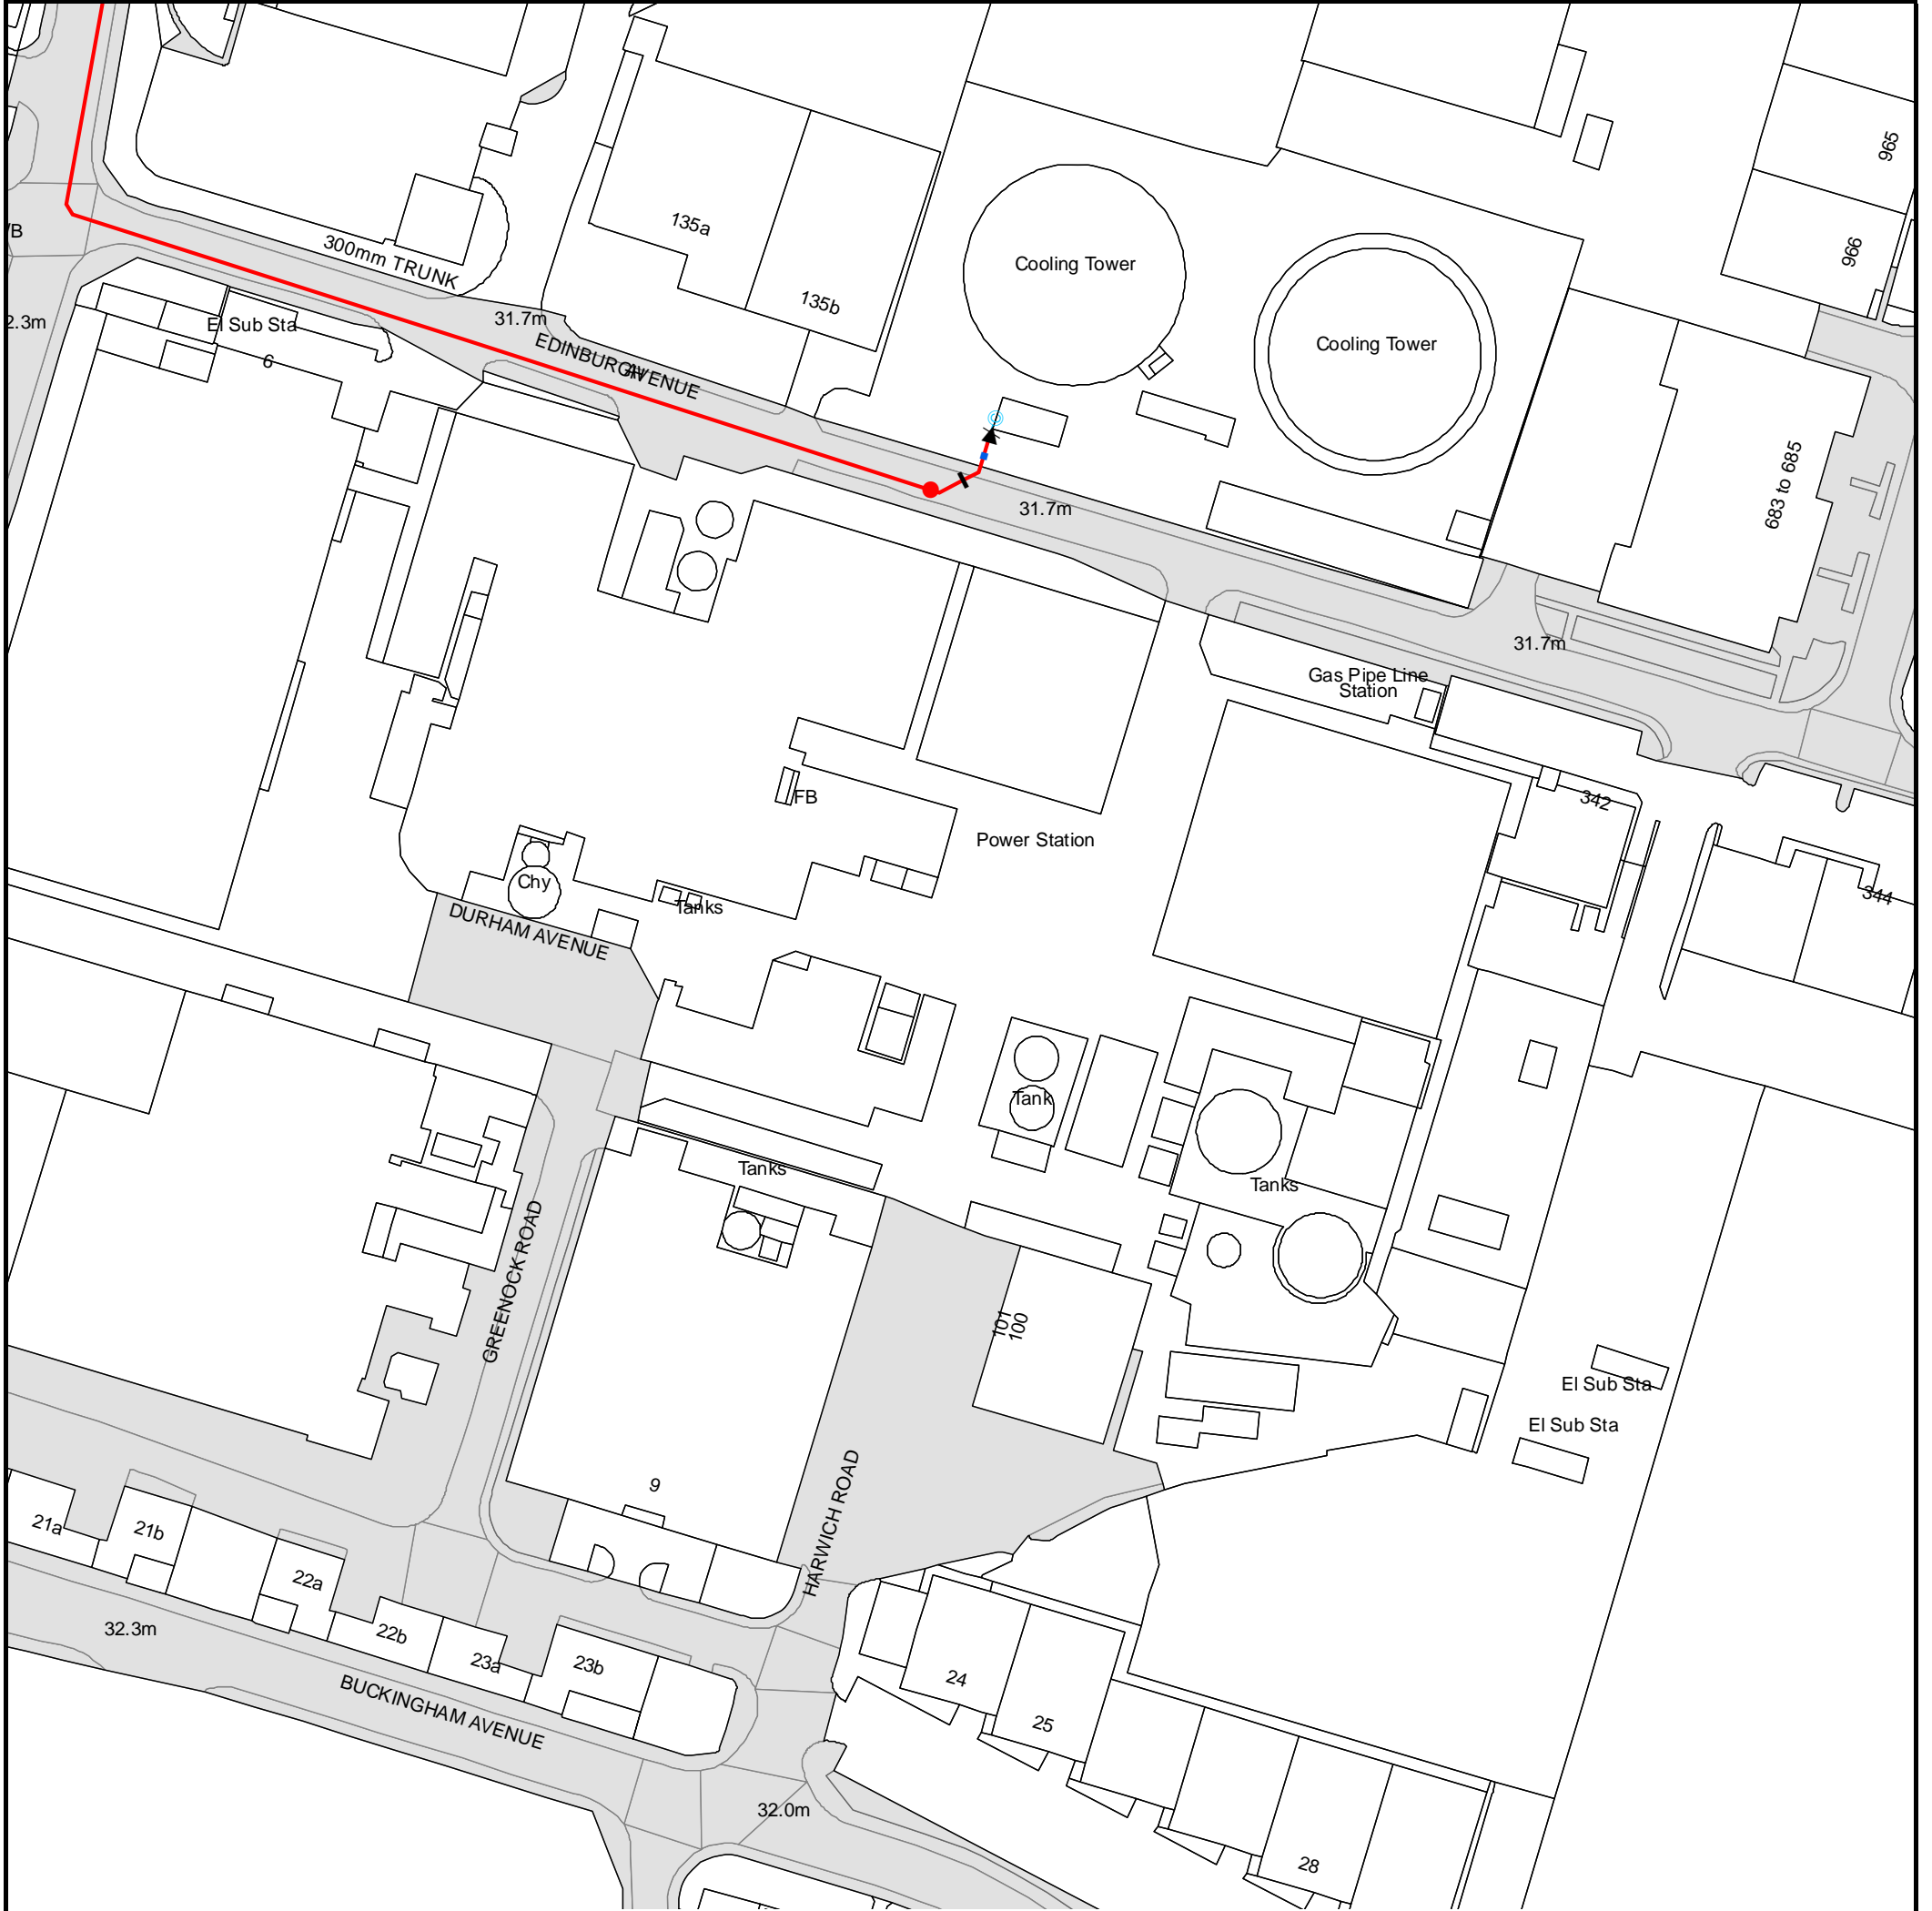 965
135a
/B
966
300mm TRUNK
Cooling Tower
135b
2.3m
El Sub Sta
31.7m
Cooling Tower
EDINBURGH
AVENUE
6
683 to 685
31.7m
31.7m
Gas Pipe Line
Station
FB
342
Power Station
Chy
344
Tanks
DURHAM AVENUE
Tank
Tanks
Tanks
GREENOCK ROAD
101
100
El Sub Sta
El Sub Sta
9
HARWICH ROAD
21a
21b
22a
32.3m
22b
23a
23b
24
BUCKINGHAM AVENUE
25
32.0m
28